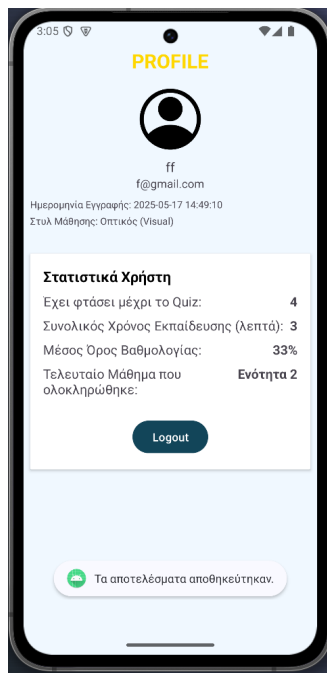 3:05
PROFILE
ff
f@gmail.com
Ημερομηνία Εγγραφής: 2025-05-17 14:49:10
Στυλ Μάθησης: Οπτικός (Visual)
Στατιστικά Χρήστη
Έχει φτάσει μέχρι το Quiz: 4
Συνολικός Χρόνος Εκπαίδευσης (λεπτά): 3
Μέσος Όρος Βαθμολογίας: 33%
Τελευταίο Μάθημα που Ενότητα 2
ολοκληρώθηκε:
Logout
Τα αποτελέσματα αποθηκεύτηκαν.